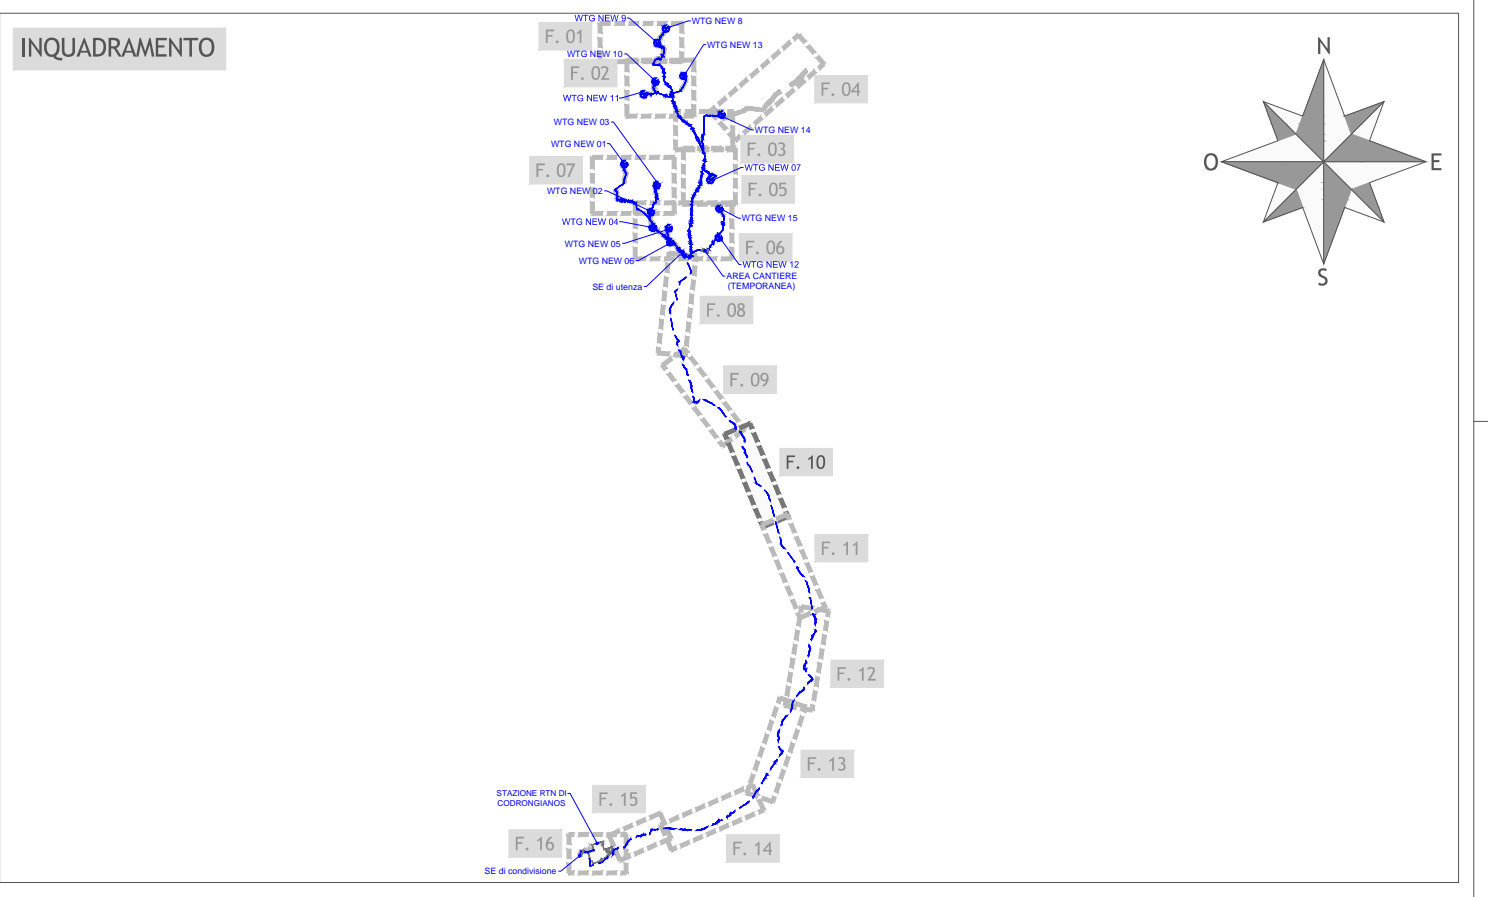 INQUADRAMENTO
WTG NEW 9
WTG NEW 8
F. 01
WTG NEW 13
WTG NEW 10
F. 02
F. 04
WTG NEW 11
WTG NEW 03
WTG NEW 14
WTG NEW 01
F. 03
F. 07
WTG NEW 07
WTG NEW 02
F. 05
WTG NEW 04
WTG NEW 15
WTG NEW 05
F. 06
WTG NEW 06
WTG NEW 12
AREA CANTIERE
(TEMPORANEA)
SE di utenza
F. 08
F. 09
F. 10
F. 11
F. 12
F. 13
STAZIONE RTN DI
CODRONGIANOS
F. 15
F. 16
F. 14
SE di condivisione
N
O
E
S